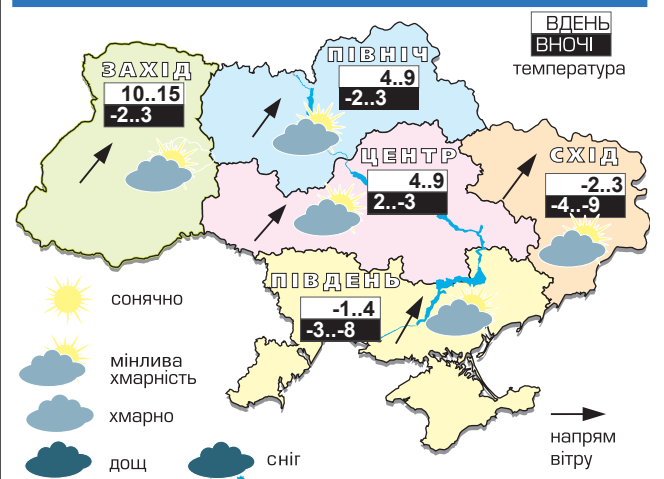 ВДЕНЬ
ВНОЧІ
температура
ЗАХІД
10..15
-2..3
ПІВНІЧ
4..9
-2..3
ЦЕНТР
4..9
2..-3
СХІД
-2..3
-4..-9
ПІВДЕНЬ
-1..4
-3..-8
сонячно
мінлива
хмарність
хмарно
дощ
сніг
напрям
вітру